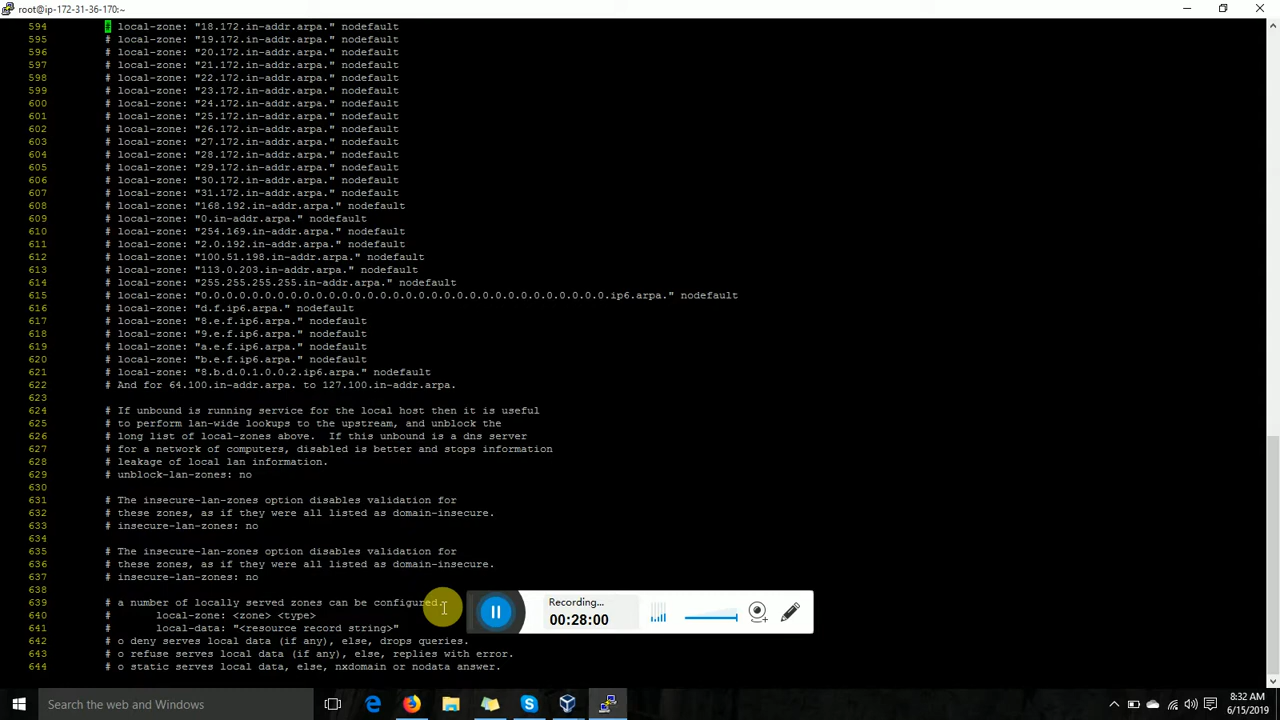 root@ip-172-31-36-170:~
594 # local-zone: "18.172.in-addr.arpa." nodefault
595 # local-zone: "19.172.in-addr.arpa." nodefault
596 # local-zone: "20.172.in-addr.arpa." nodefault
597 # local-zone: "21.172.in-addr.arpa." nodefault
598 # local-zone: "22.172.in-addr.arpa." nodefault
599 # local-zone: "23.172.in-addr.arpa." nodefault
600 # local-zone: "24.172.in-addr.arpa." nodefault
601 # local-zone: "25.172.in-addr.arpa." nodefault
602 # local-zone: "26.172.in-addr.arpa." nodefault
603 # local-zone: "27.172.in-addr.arpa." nodefault
604 # local-zone: "28.172.in-addr.arpa." nodefault
605 # local-zone: "29.172.in-addr.arpa." nodefault
606 # local-zone: "30.172.in-addr.arpa." nodefault
607 # local-zone: "31.172.in-addr.arpa." nodefault
608 # local-zone: "168.192.in-addr.arpa." nodefault
609 # local-zone: "0.in-addr.arpa." nodefault
610 # local-zone: "254.169.in-addr.arpa." nodefault
611 # local-zone: "2.0.192.in-addr.arpa." nodefault
612 # local-zone: "100.51.198.in-addr.arpa." nodefault
613 # local-zone: "113.0.203.in-addr.arpa." nodefault
614 # local-zone: "255.255.255.255.in-addr.arpa." nodefault
615 # local-zone: "0.0.0.0.0.0.0.0.0.0.0.0.0.0.0.0.0.0.0.0.0.0.0.0.0.0.0.0.0.0.0.0.ip6.arpa." nodefault
616 # local-zone: "d.f.ip6.arpa." nodefault
617 # local-zone: "8.e.f.ip6.arpa." nodefault
618 # local-zone: "9.e.f.ip6.arpa." nodefault
619 # local-zone: "a.e.f.ip6.arpa." nodefault
620 # local-zone: "b.e.f.ip6.arpa." nodefault
621 # local-zone: "8.b.d.0.1.0.0.2.ip6.arpa." nodefault
622 # And for 64.100.in-addr.arpa. to 127.100.in-addr.arpa.
623
624 # If unbound is running service for the local host then it is useful
625 # to perform lan-wide lookups to the upstream, and unblock the
626 # long list of local-zones above.  If this unbound is a dns server
627 # for a network of computers, disabled is better and stops information
628 # leakage of local lan information.
629 # unblock-lan-zones: no
630
631 # The insecure-lan-zones option disables validation for
632 # these zones, as if they were all listed as domain-insecure.
633 # insecure-lan-zones: no
634
635 # The insecure-lan-zones option disables validation for
636 # these zones, as if they were all listed as domain-insecure.
637 # insecure-lan-zones: no
638
639 # a number of locally served zones can be configured.
640 #       local-zone: <zone> <type>
641 #       local-data: "<resource record string>"
642 # o deny serves local data (if any), else, drops queries.
643 # o refuse serves local data (if any), else, replies with error.
644 # o static serves local data, else, nxdomain or nodata answer.
Recording...
00:28:00
Search the web and Windows
8:32 AM
6/15/2019